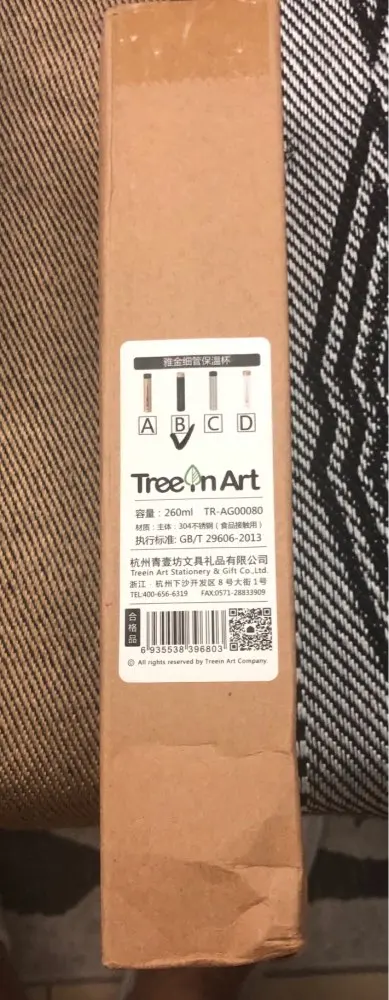 雅金细管保温杯
A B C D
Treein Art
容量：260ml TR-AG00080
材质：主体：304不锈钢（食品接触用）
执行标准: GB/T 29606-2013
杭州青壹坊文具礼品有限公司
Treein Art Stationery & Gift Co.,Ltd.
浙江 · 杭州下沙开发区8号大街1号
TEL:400-656-6319 FAX:0571-28833909
合格品
6 935538 396803
© All rights reserved by Treein Art Company.